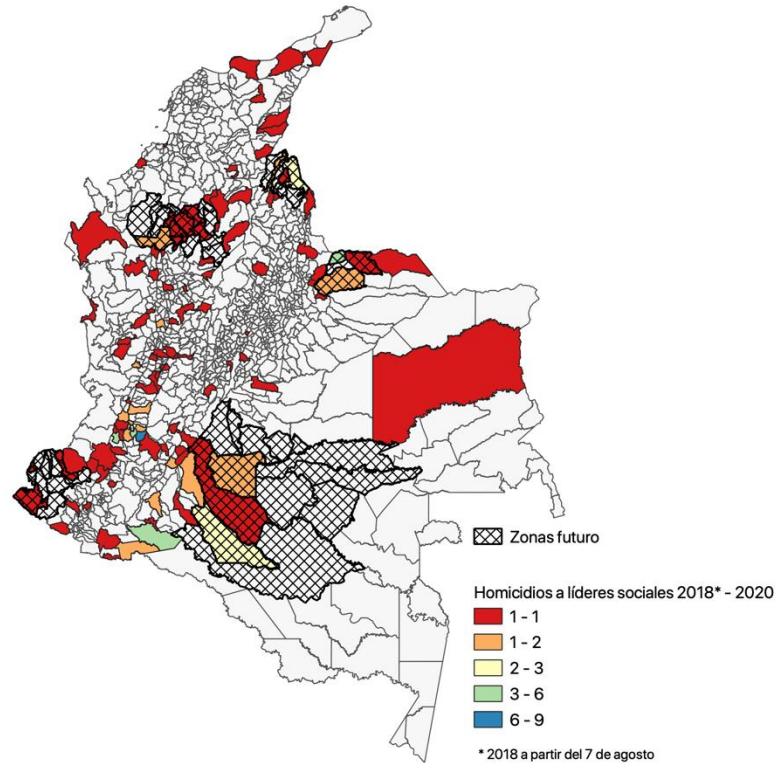 Zonas futuro
Homicidios a líderes sociales 2018* - 2020
1 - 1
1 - 2
2 - 3
3 - 6
6 - 9
* 2018 a partir del 7 de agosto